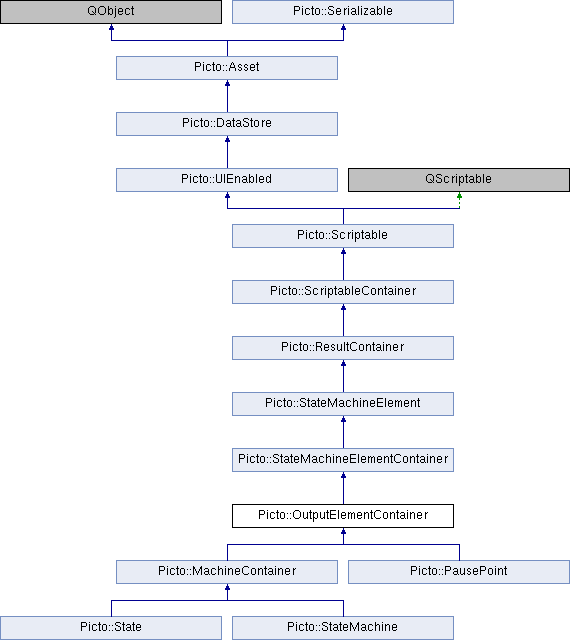 QObject
Picto::Serializable
Picto::Asset
Picto::DataStore
Picto::UIEnabled
QScriptable
Picto::Scriptable
Picto::ScriptableContainer
Picto::ResultContainer
Picto::StateMachineElement
Picto::StateMachineElementContainer
Picto::OutputElementContainer
Picto::MachineContainer
Picto::PausePoint
Picto::State
Picto::StateMachine